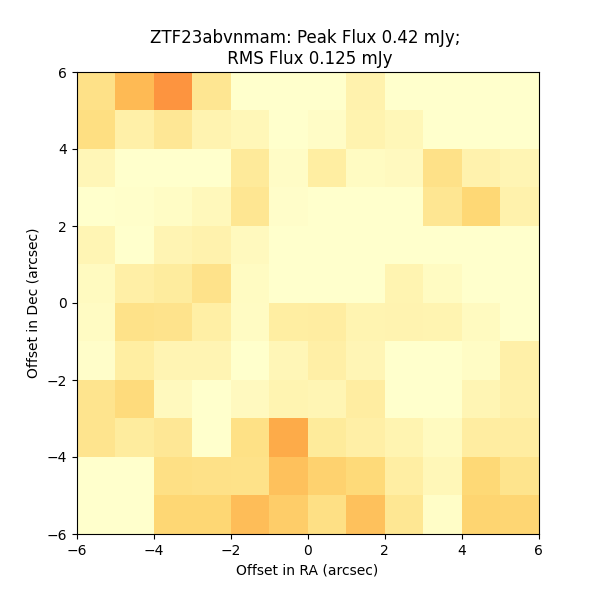 ZTF23abvnmam: Peak Flux 0.42 mJy;
RMS Flux 0.125 mJy
6
4
2
0
−2
−4
−6
Offset in Dec (arcsec)
−6 −4 −2 0 2 4 6
Offset in RA (arcsec)